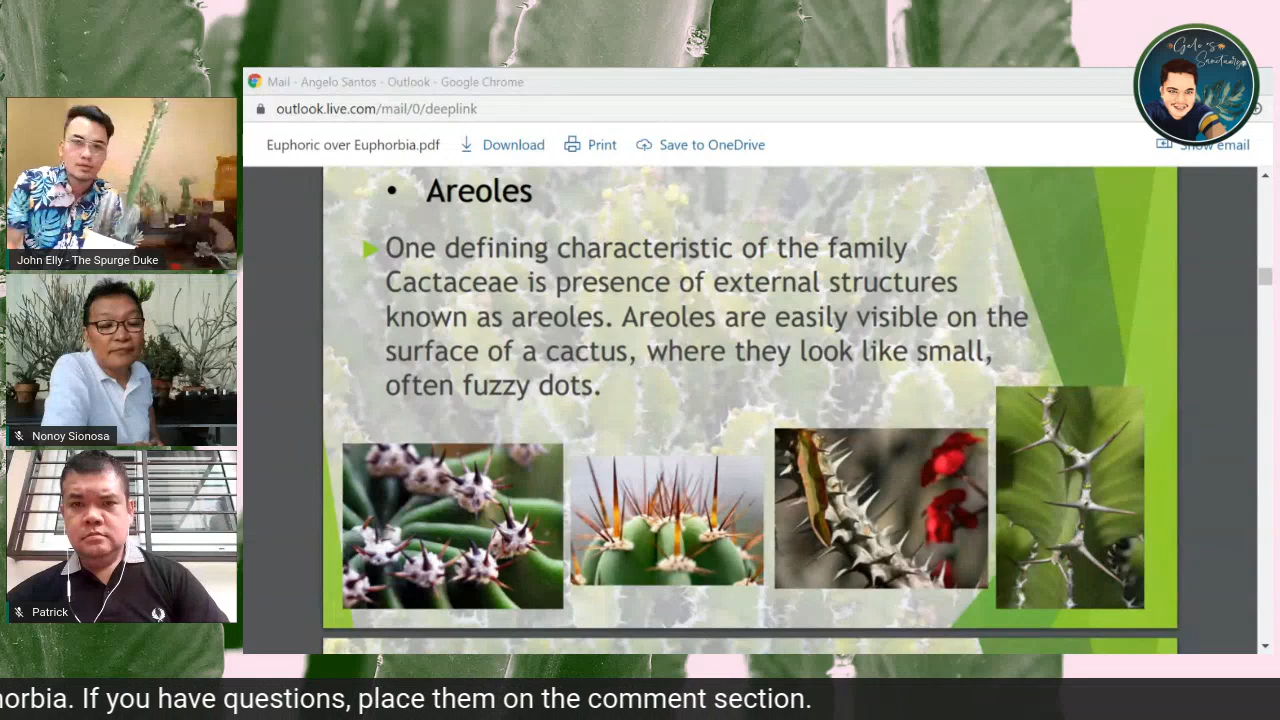 Gelo's
Sanctuary
Mail - Angelo Santos - Outlook - Google Chrome
outlook.live.com/mail/0/deeplink
Euphoric over Euphorbia.pdf
Download
Print
Save to OneDrive
Show email
John Elly - The Spurge Duke
Nonoy Sionosa
Patrick
• Areoles
One defining characteristic of the family
Cactaceae is presence of external structures
known as areoles. Areoles are easily visible on the
surface of a cactus, where they look like small,
often fuzzy dots.
horbia. If you have questions, place them on the comment section.